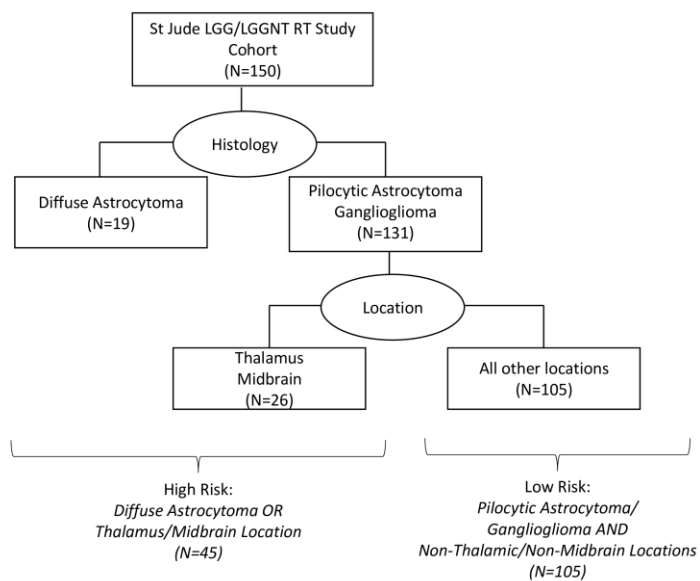 St Jude LGG/LGGNT RT Study
Cohort
(N=150)
Histology
Diffuse Astrocytoma
(N=19)
Pilocytic Astrocytoma
Ganglioglioma
(N=131)
Location
Thalamus
Midbrain
(N=26)
All other locations
(N=105)
High Risk:
Diffuse Astrocytoma OR
Thalamus/Midbrain Location
(N=45)
Low Risk:
Pilocytic Astrocytoma/
Ganglioglioma AND
Non-Thalamic/Non-Midbrain Locations
(N=105)